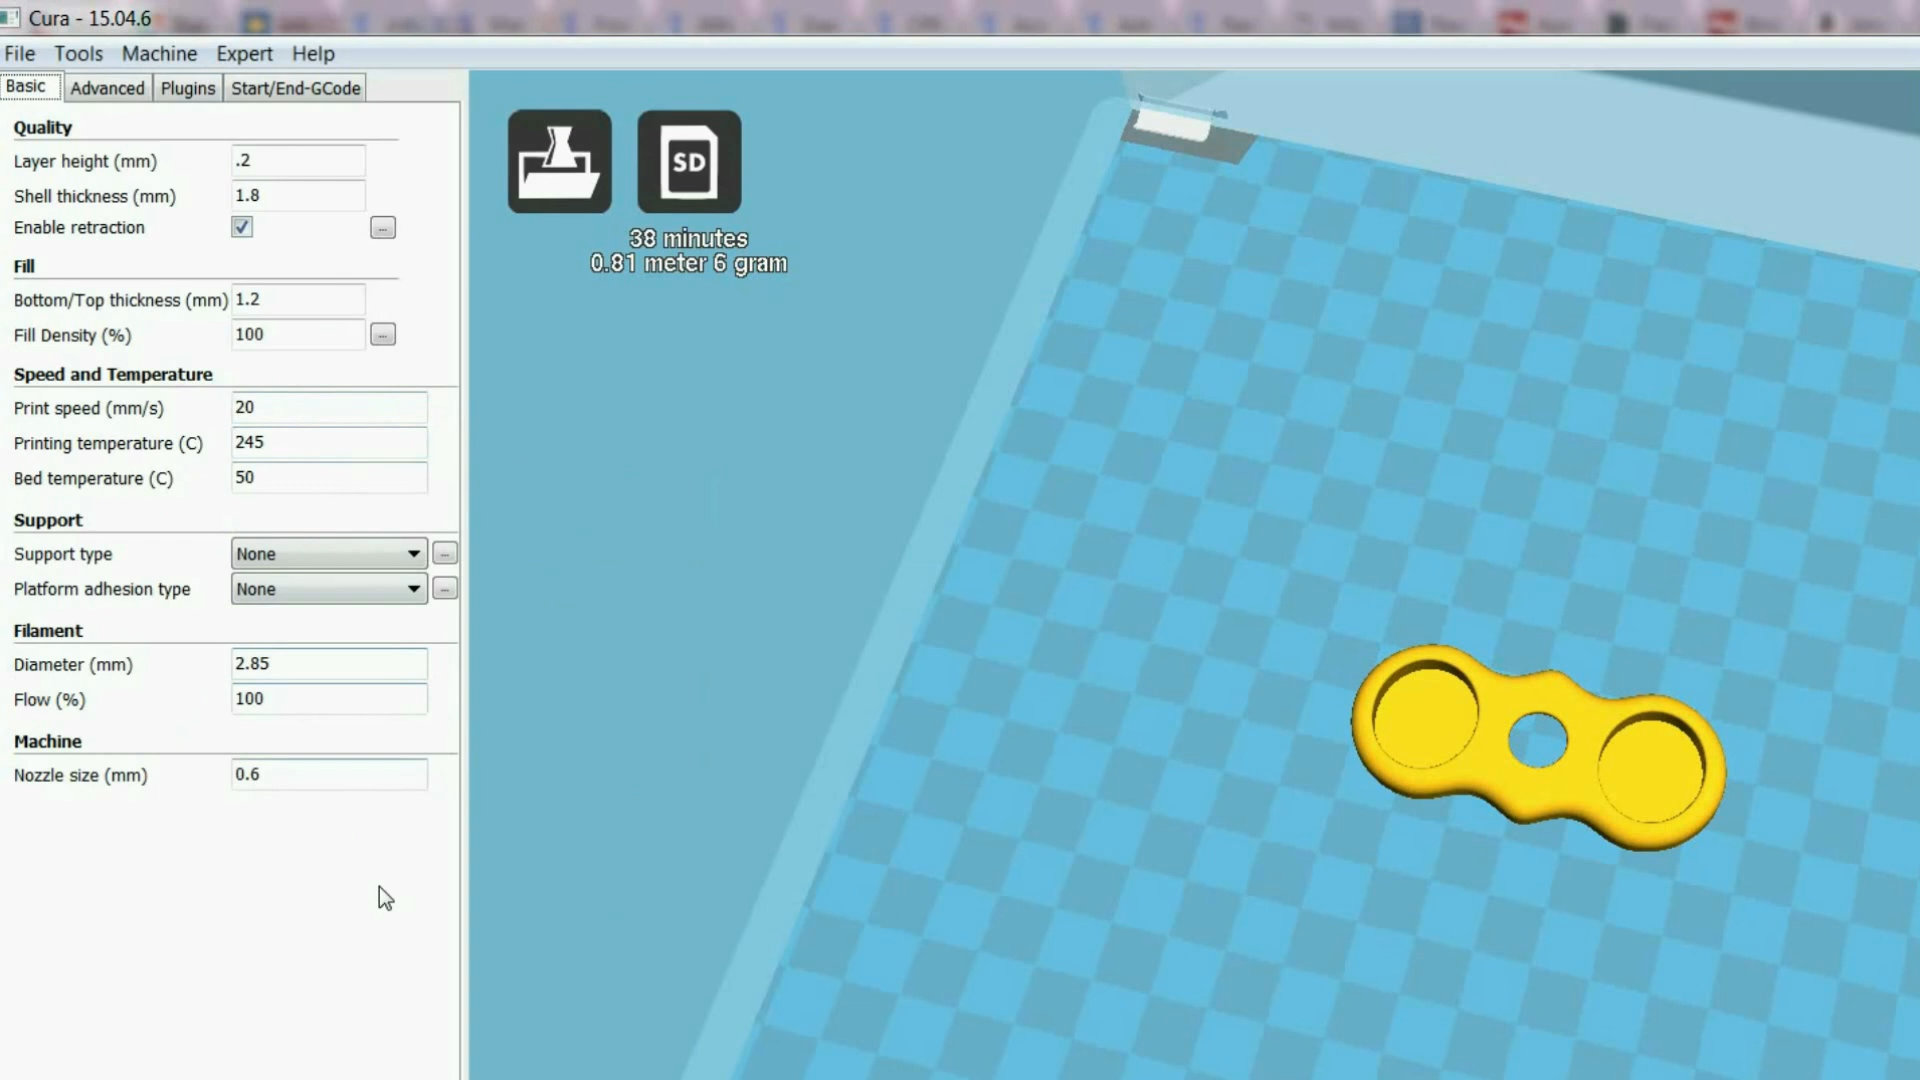 Cura - 15.04.6
File Tools Machine Expert Help
Basic Advanced Plugins Start/End-GCode
Quality
Layer height (mm) .2
Shell thickness (mm) 1.8
Enable retraction ...
Fill
Bottom/Top thickness (mm) 1.2
Fill Density (%) 100 ...
Speed and Temperature
Print speed (mm/s) 20
Printing temperature (C) 245
Bed temperature (C) 50
Support
Support type None ...
Platform adhesion type None ...
Filament
Diameter (mm) 2.85
Flow (%) 100
Machine
Nozzle size (mm) 0.6
SD
38 minutes
0.81 meter 6 gram